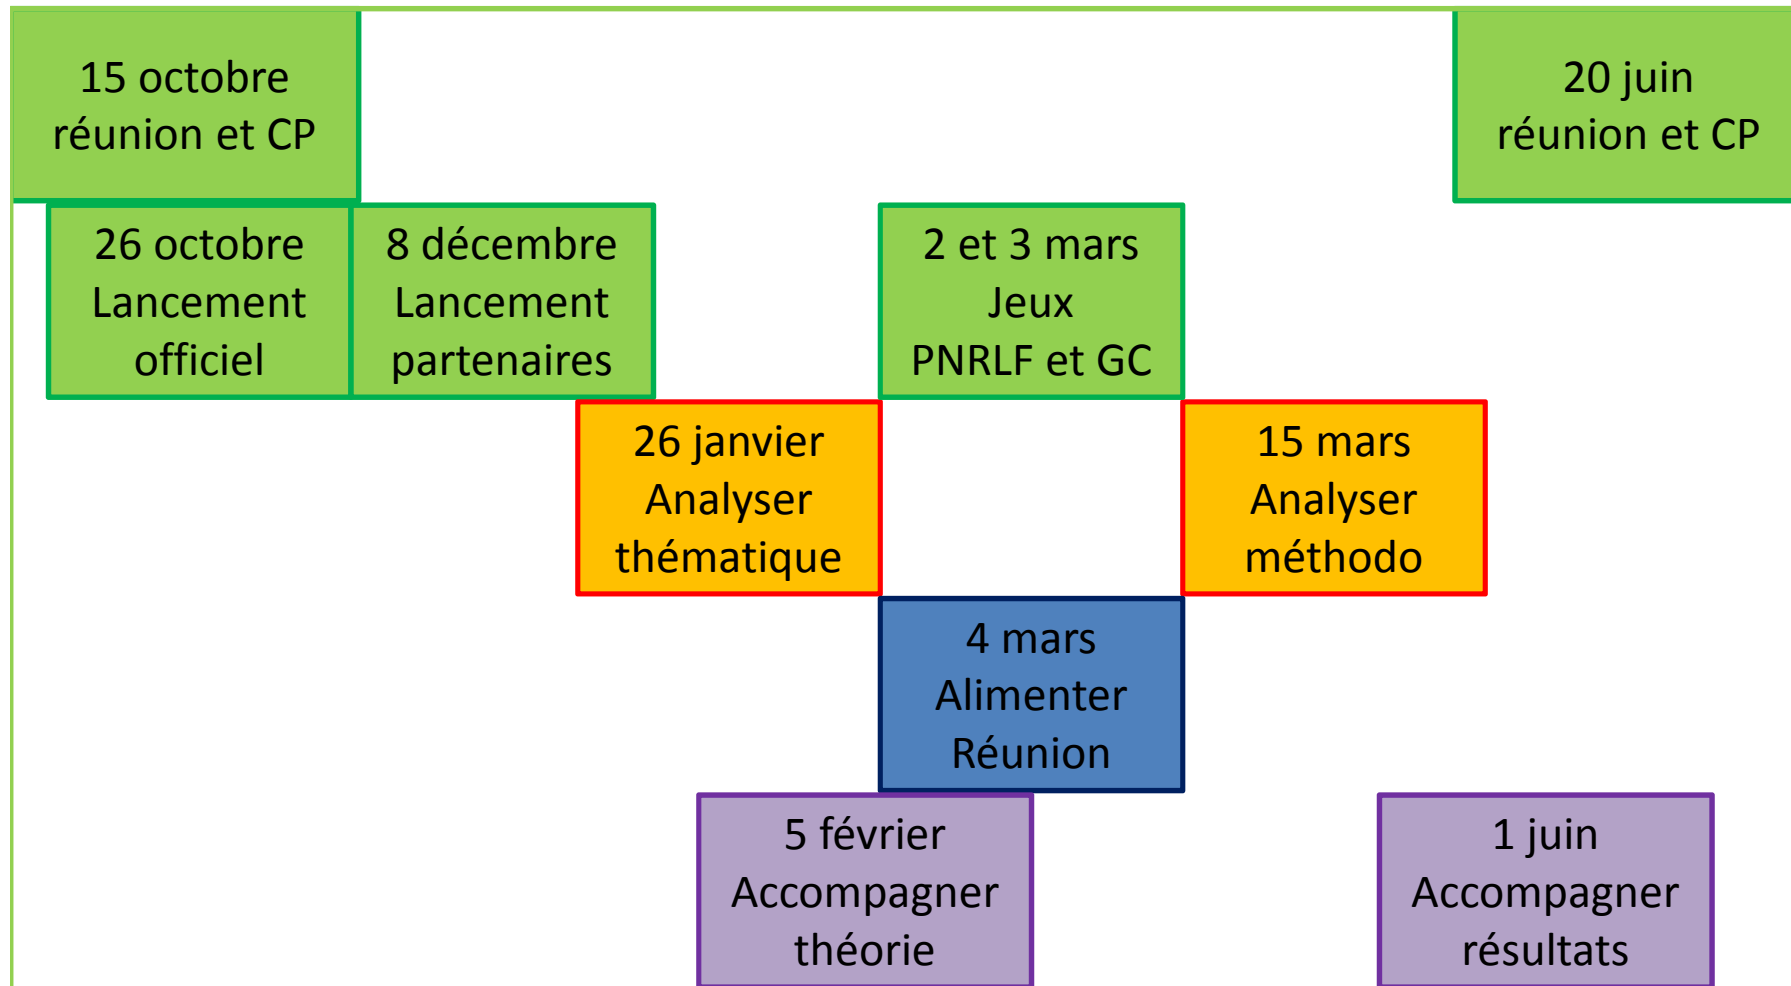 15 octobre
réunion et CP
20 juin
réunion et CP
26 octobre
Lancement
officiel
8 décembre
Lancement
partenaires
2 et 3 mars
Jeux
PNRLF et GC
26 janvier
Analyser
thématique
15 mars
Analyser
méthodo
4 mars
Alimenter
Réunion
5 février
Accompagner
théorie
1 juin
Accompagner
résultats